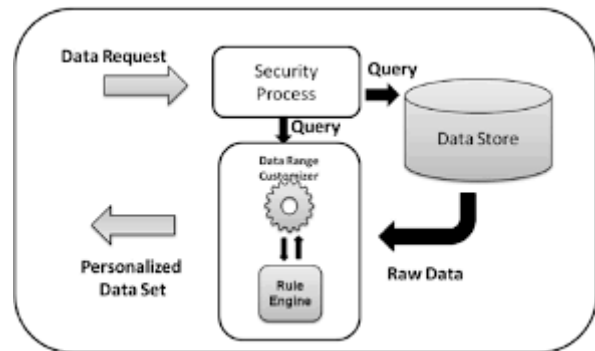 Data Request
Security
Process
Query
Query
Data Store
Data Range
Customizer
Rule
Engine
Raw Data
Personalized
Data Set